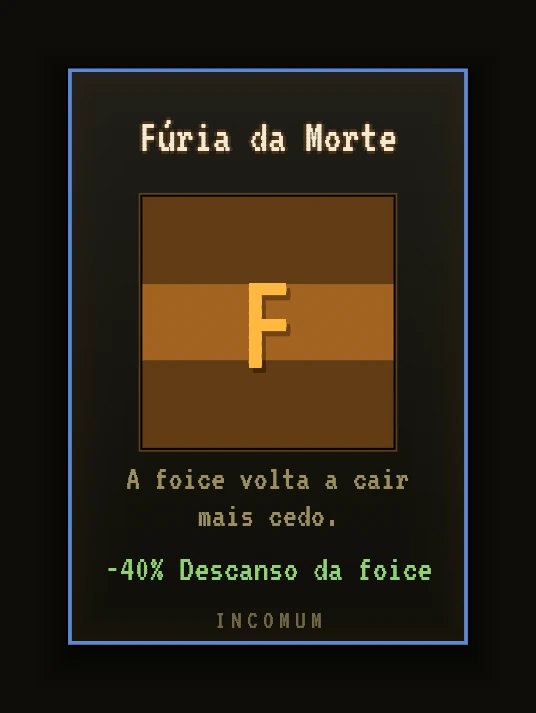 Fúria da Morte
F
A foice volta a cair
mais cedo.
-40% Descanso da foice
INCOMUM